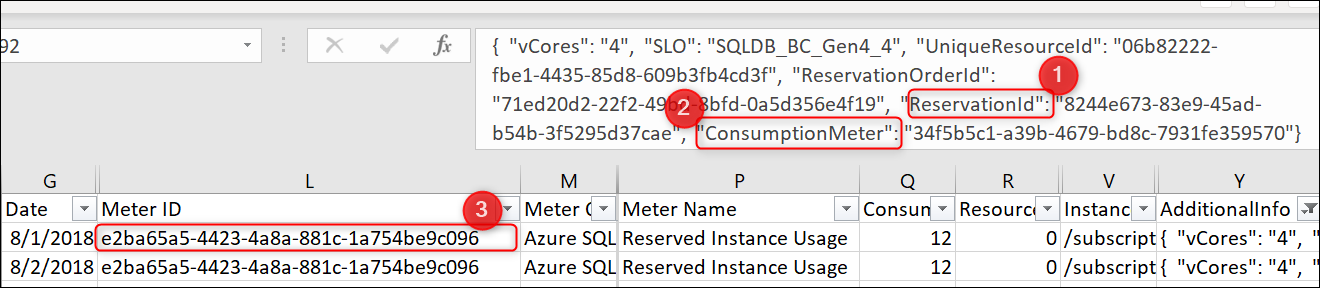 92
fx
{ "vCores": "4", "SLO": "SQLDB_BC_Gen4_4", "UniqueResourceId": "06b82222-
fbe1-4435-85d8-609b3fb4cd3f", "ReservationOrderId":
1
"71ed20d2-22f2-49bd-8bfd-0a5d356e4f19", "ReservationId": "8244e673-83e9-45ad-
2
b54b-3f5295d37cae", "ConsumptionMeter": "34f5b5c1-a39b-4679-bd8c-7931fe359570"}
G L M P Q R V Y
Date Meter ID 3 Meter C Meter Name Consun Resourc Instanc AdditionalInfo
8/1/2018 e2ba65a5-4423-4a8a-881c-1a754be9c096 Azure SQL Reserved Instance Usage 12 0 /subscript { "vCores": "4", "
8/2/2018 e2ba65a5-4423-4a8a-881c-1a754be9c096 Azure SQL Reserved Instance Usage 12 0 /subscript { "vCores": "4", "